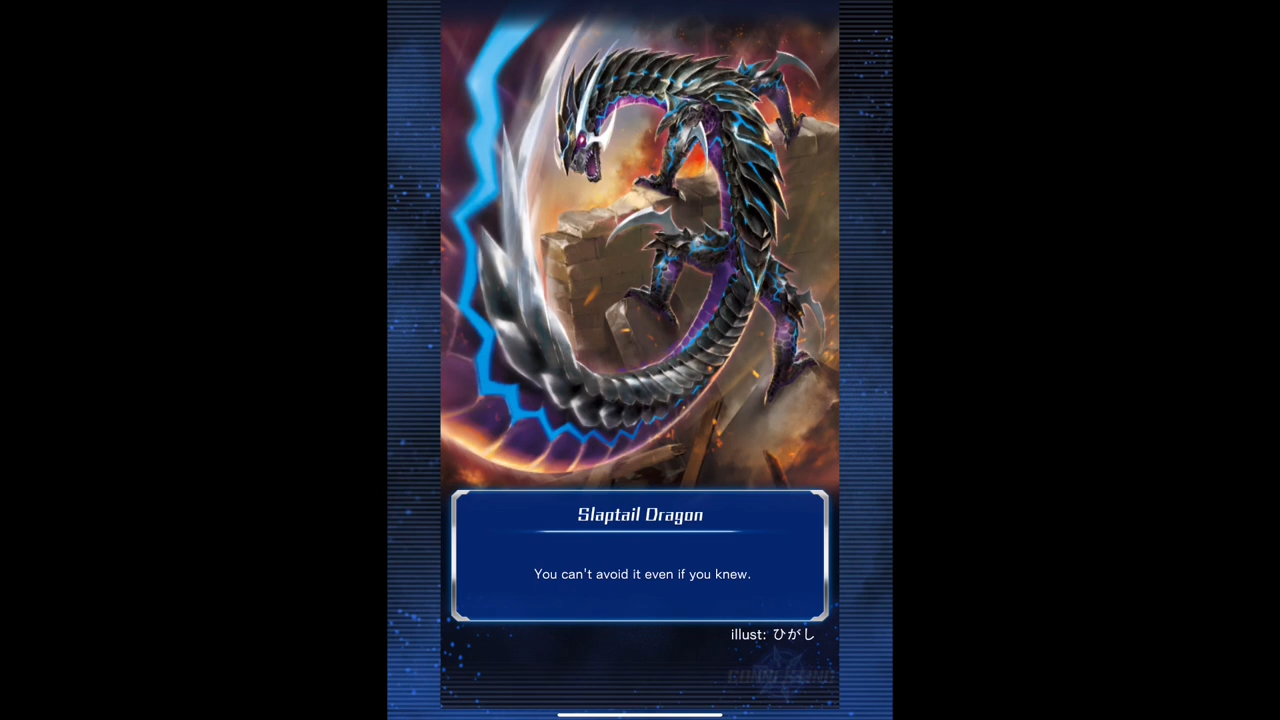 Slaptail Dragon
You can't avoid it even if you knew.
illust: ひがし